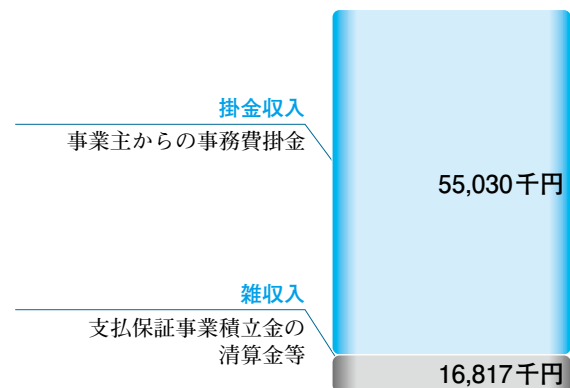 掛金収入
事業主からの事務費掛金
55,030千円
雑収入
支払保証事業積立金の
清算金等
16,817千円